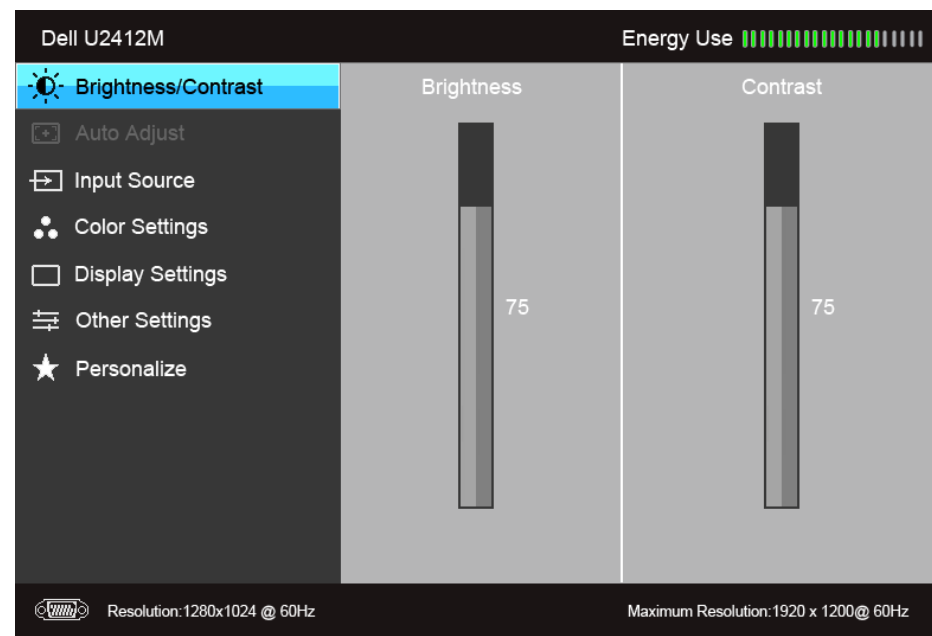 Dell U2412M
Energy Use
Brightness/Contrast
Auto Adjust
Input Source
Color Settings
Display Settings
Other Settings
Personalize
Brightness
75
Contrast
75
Resolution:1280x1024 @ 60Hz
Maximum Resolution:1920 x 1200@ 60Hz